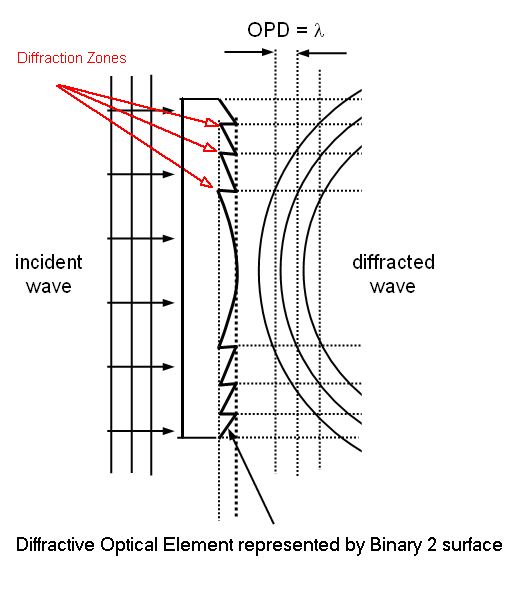 OPD = λ
Diffraction Zones
incident
wave
diffracted
wave
Diffractive Optical Element represented by Binary 2 surface